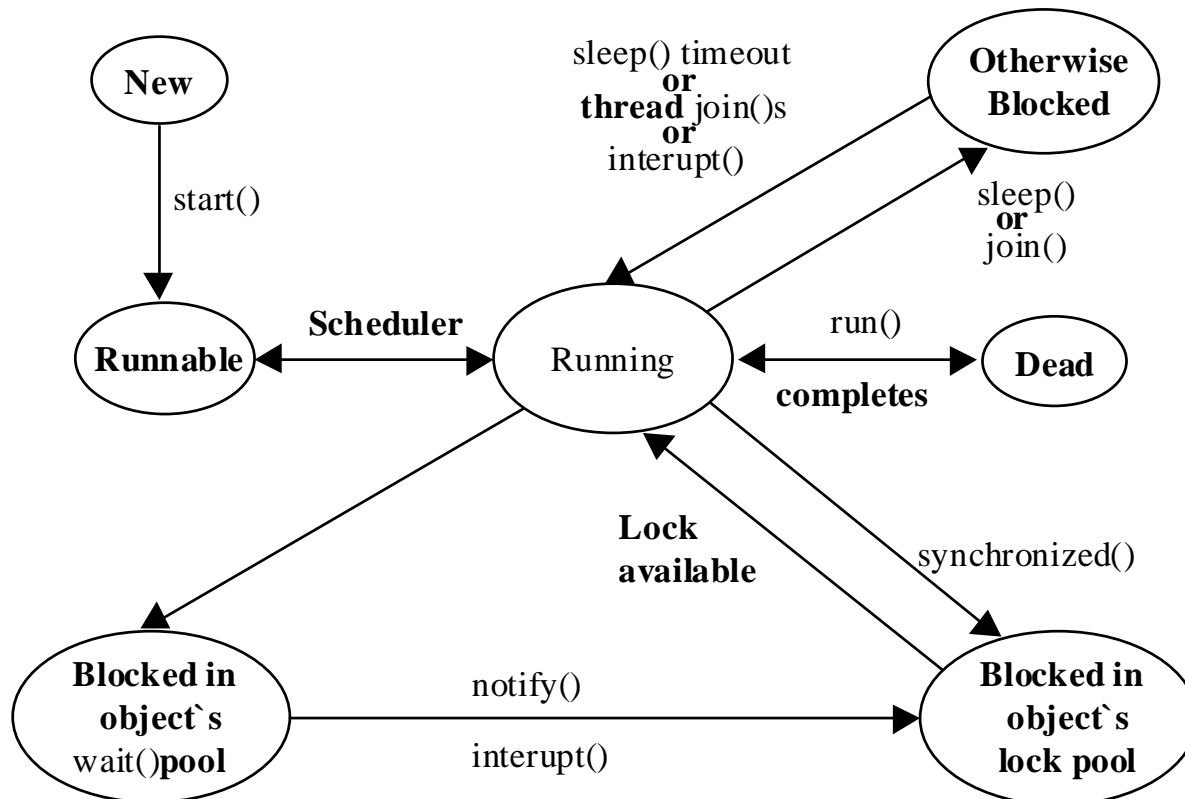 New
sleep() timeout
or
thread join()s
or
interupt()
Otherwise
Blocked
start()
sleep()
or
join()
Runnable
Scheduler
Running
run()
completes
Dead
Lock
available
synchronized()
Blocked in
object`s
wait()pool
notify()
interupt()
Blocked in
object`s
lock pool